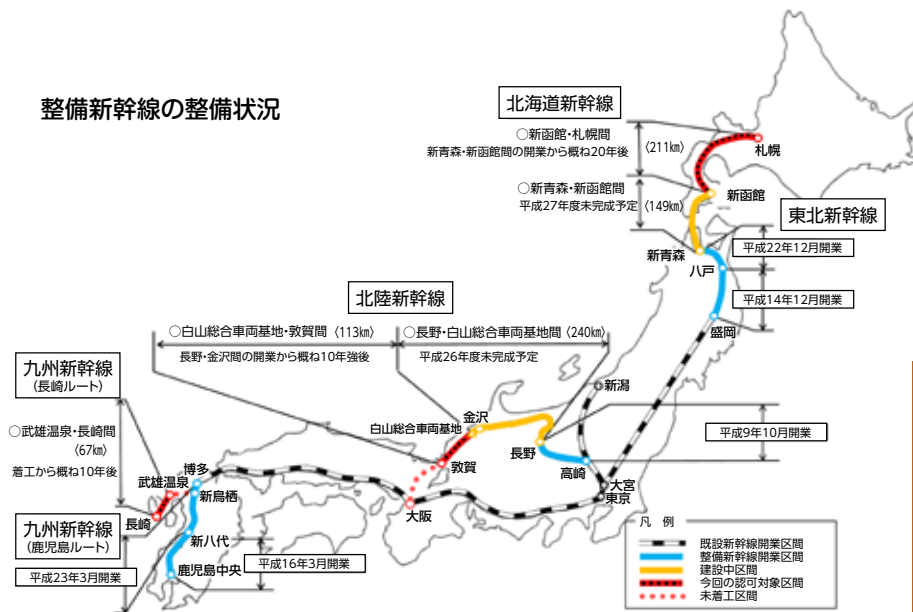 整備新幹線の整備状況
北海道新幹線
○新函館・札幌間
新青森・新函館間の開業から概ね20年後
〈211km〉
札幌
○新青森・新函館間
平成27年度未完成予定
〈149km〉
新函館
東北新幹線
新青森
平成22年12月開業
八戸
平成14年12月開業
盛岡
北陸新幹線
○白山総合車両基地・敦賀間〈113km〉
長野・金沢間の開業から概ね10年強後
○長野・白山総合車両基地間〈240km〉
平成26年度未完成予定
新潟
金沢
白山総合車両基地
平成9年10月開業
長野
高崎
敦賀
大宮
東京
大阪
九州新幹線
(長崎ルート)
○武雄温泉・長崎間
〈67km〉
着工から概ね10年後
博多
武雄温泉
新鳥栖
長崎
九州新幹線
(鹿児島ルート)
新八代
平成23年3月開業
鹿児島中央
平成16年3月開業
凡 例
既設新幹線開業区間
整備新幹線開業区間
建設中区間
今回の認可対象区間
未着工区間